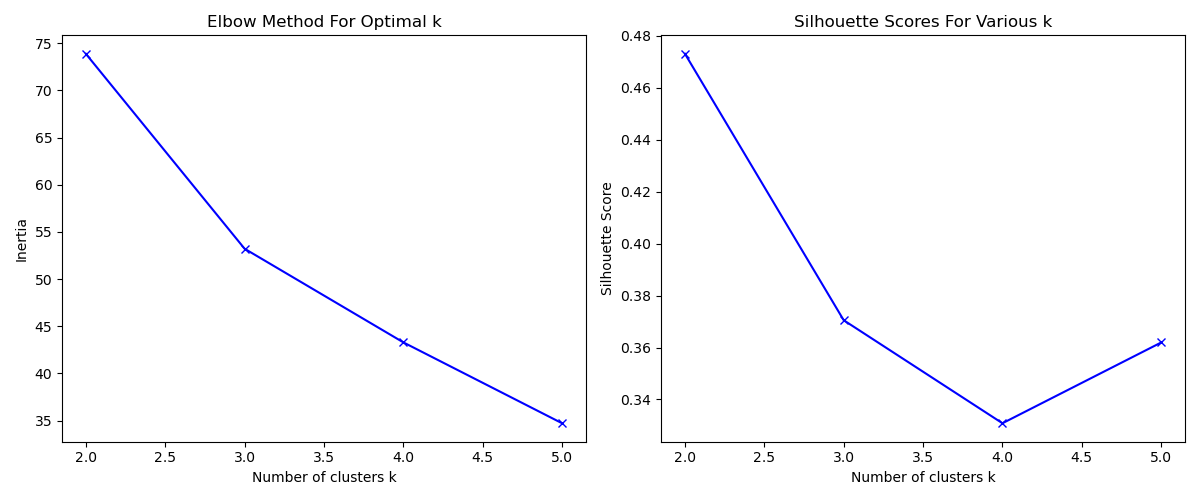 Elbow Method For Optimal k
75
70
65
60
55
50
45
40
35
Inertia
2.0 2.5 3.0 3.5 4.0 4.5 5.0
Number of clusters k
Silhouette Scores For Various k
0.48
0.46
0.44
0.42
0.40
0.38
0.36
0.34
Silhouette Score
2.0 2.5 3.0 3.5 4.0 4.5 5.0
Number of clusters k